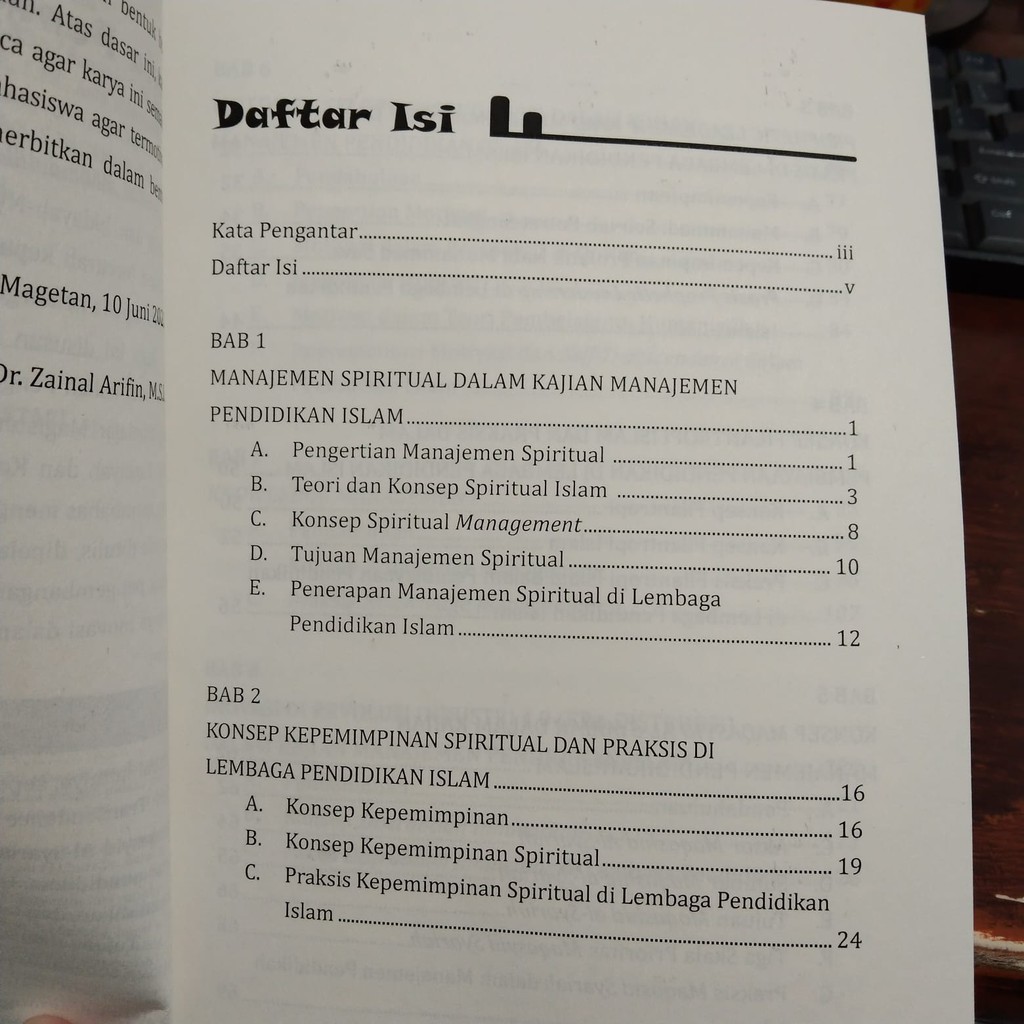 bentuk
Atas dasar ini,
agar karya ini
agar
dalam
Magetan, 10 Juni
Dr. Zainal Arifin, M.S
Daftar Isi
Kata Pengantar.......... iii
Daftar Isi.......... v
BAB 1
MANAJEMEN SPIRITUAL DALAM KAJIAN MANAJEMEN
PENDIDIKAN ISLAM.......... 1
A. Pengertian Manajemen Spiritual .......... 1
B. Teori dan Konsep Spiritual Islam .......... 3
C. Konsep Spiritual Management.......... 8
D. Tujuan Manajemen Spiritual.......... 10
E. Penerapan Manajemen Spiritual di Lembaga
Pendidikan Islam.......... 12
BAB 2
KONSEP KEPEMIMPINAN SPIRITUAL DAN PRAKSIS DI
LEMBAGA PENDIDIKAN ISLAM.......... 16
A. Konsep Kepemimpinan.......... 16
B. Konsep Kepemimpinan Spiritual.......... 19
C. Praksis Kepemimpinan Spiritual di Lembaga Pendidikan
Islam.......... 24